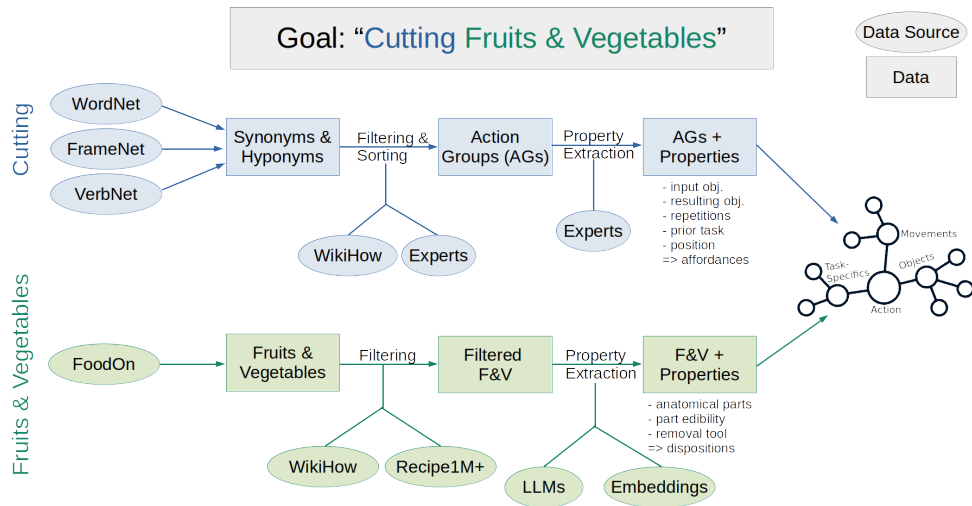 Goal: “Cutting Fruits & Vegetables”
Data Source
Data
Cutting
WordNet
FrameNet
VerbNet
Synonyms &
Hyponyms
Filtering &
Sorting
WikiHow
Experts
Action
Groups (AGs)
Property
Extraction
Experts
AGs +
Properties
- input obj.
- resulting obj.
- repetitions
- prior task
- position
=> affordances
Movements
Task-
Specifics
Objects
Action
Fruits & Vegetables
FoodOn
Fruits &
Vegetables
Filtering
WikiHow
Recipe1M+
Filtered
F&V
Property
Extraction
LLMs
Embeddings
F&V +
Properties
- anatomical parts
- part edibility
- removal tool
=> dispositions